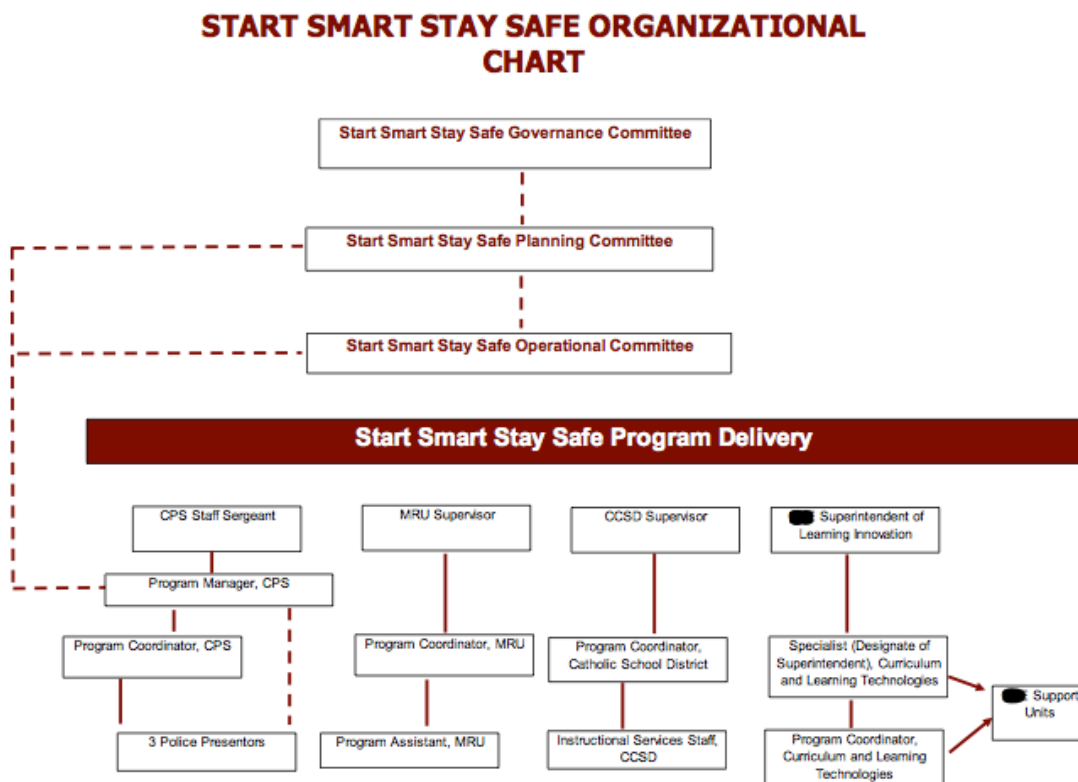 START SMART STAY SAFE ORGANIZATIONAL
CHART
Start Smart Stay Safe Governance Committee
Start Smart Stay Safe Planning Committee
Start Smart Stay Safe Operational Committee
Start Smart Stay Safe Program Delivery
CPS Staff Sergeant
MRU Supervisor
CCSD Supervisor
Superintendent of
Learning Innovation
Program Manager, CPS
Program Coordinator, CPS
Program Coordinator, MRU
Program Coordinator,
Catholic School District
Specialist (Designate of
Superintendent), Curriculum
and Learning Technologies
Support
Units
3 Police Presentors
Program Assistant, MRU
Instructional Services Staff,
CCSD
Program Coordinator,
Curriculum and Learning
Technologies